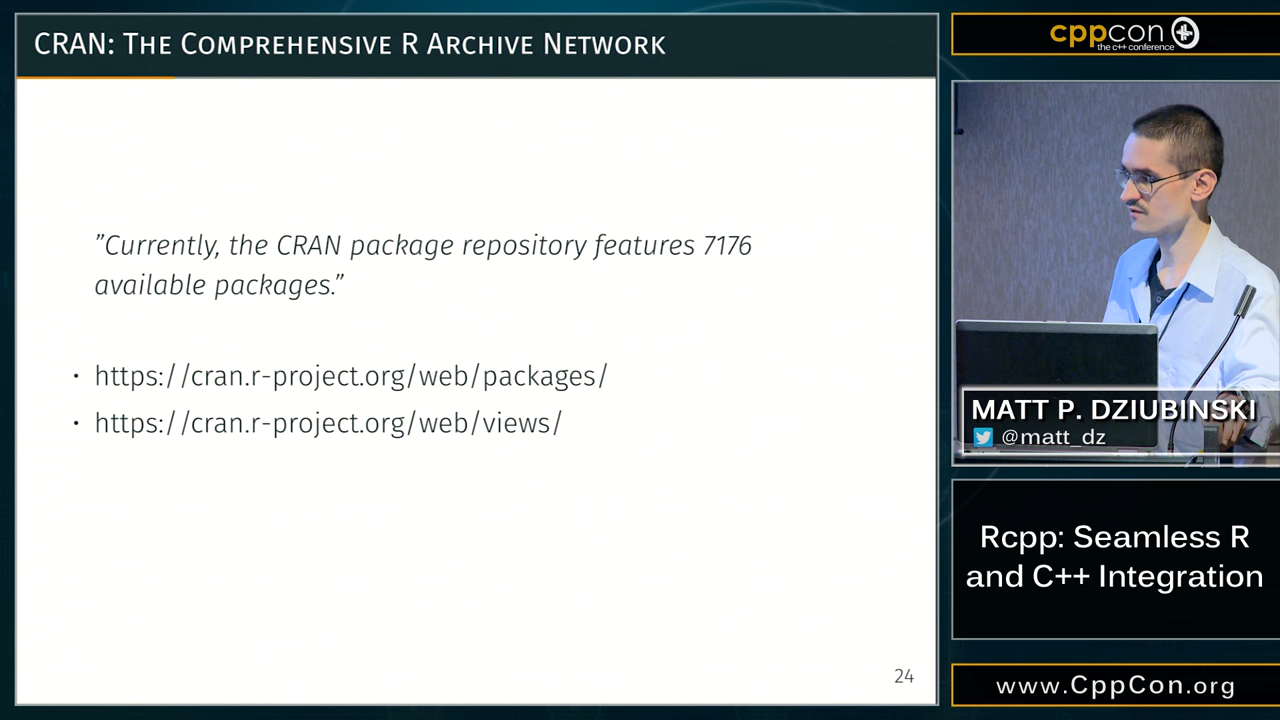 CRAN: The Comprehensive R Archive Network
”Currently, the CRAN package repository features 7176
available packages.”
• https://cran.r-project.org/web/packages/
• https://cran.r-project.org/web/views/
24
cppcon
the c++ conference
MATT P. DZIUBINSKI
@matt_dz
Rcpp: Seamless R
and C++ Integration
www.CppCon.org